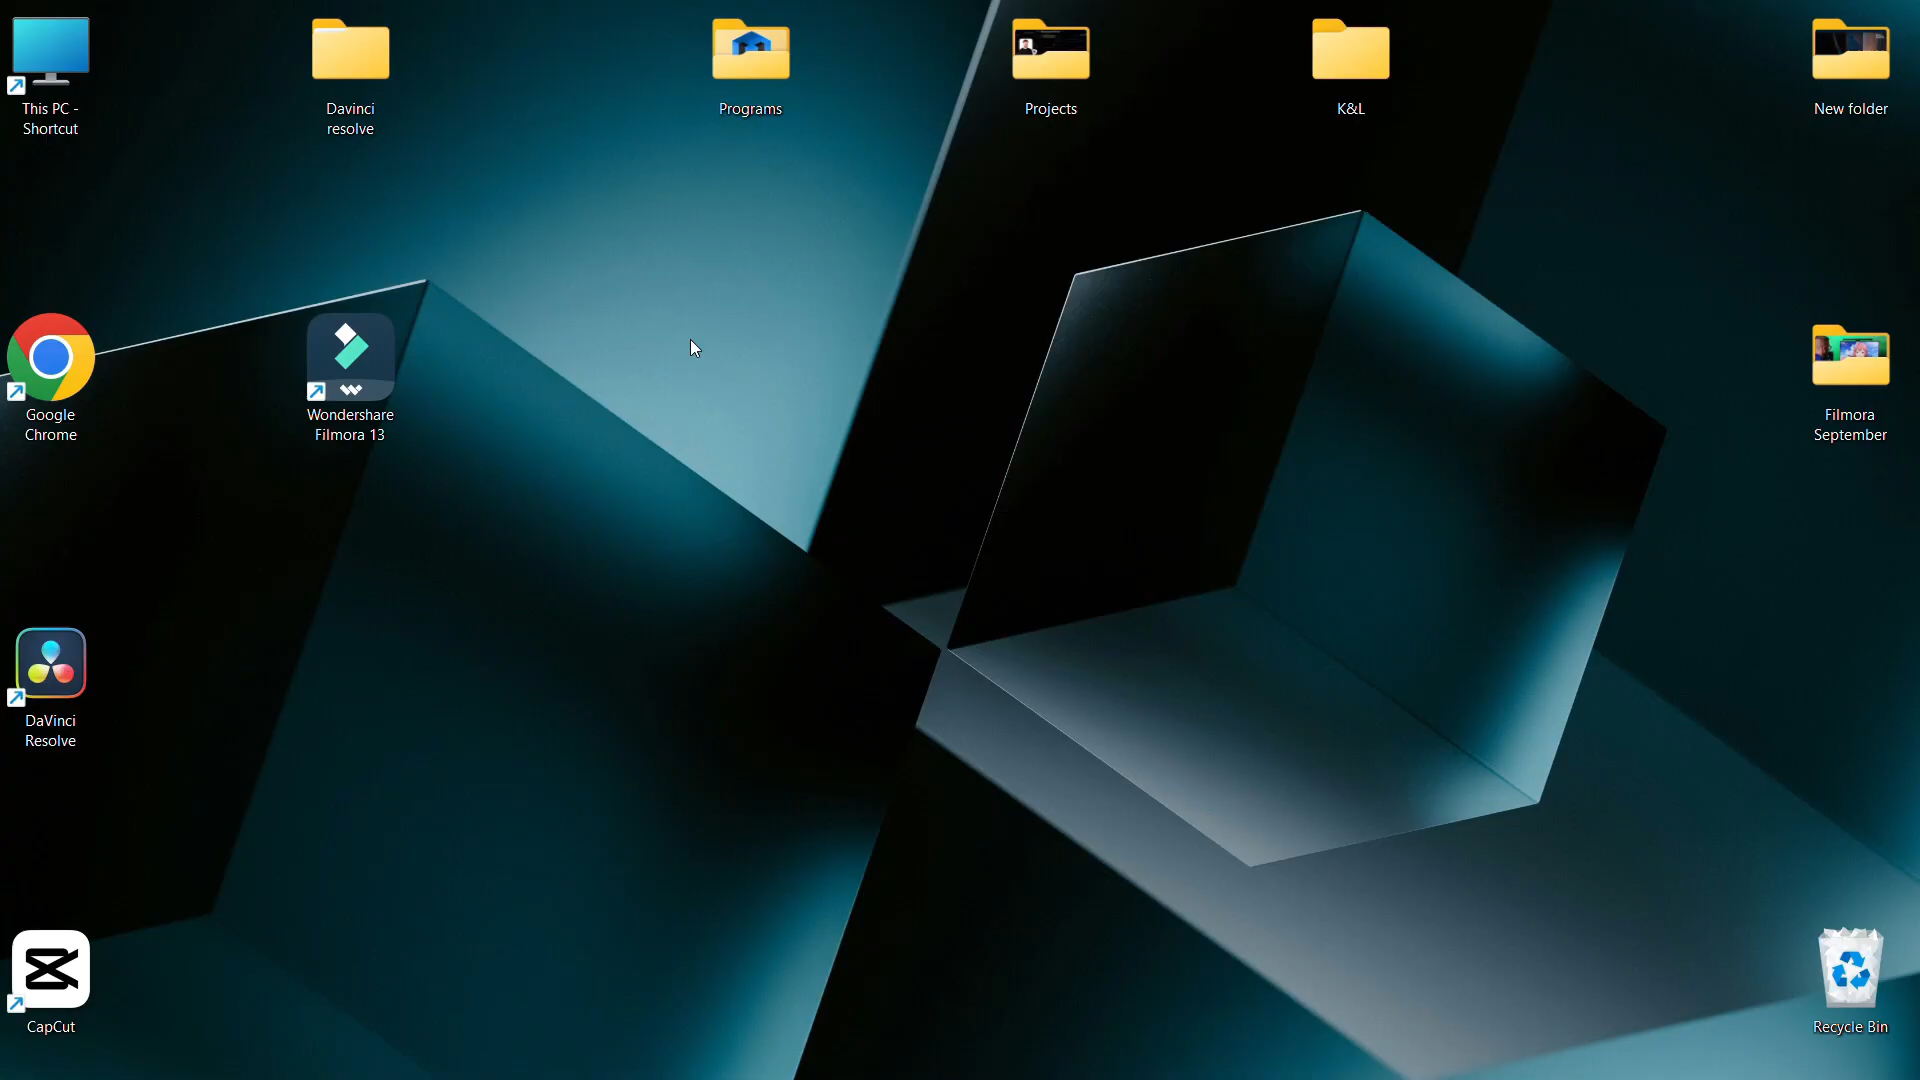 This PC -
Shortcut
Davinci
resolve
Programs
Projects
K&L
New folder
Google
Chrome
Wondershare
Filmora 13
Filmora
September
DaVinci
Resolve
CapCut
Recycle Bin